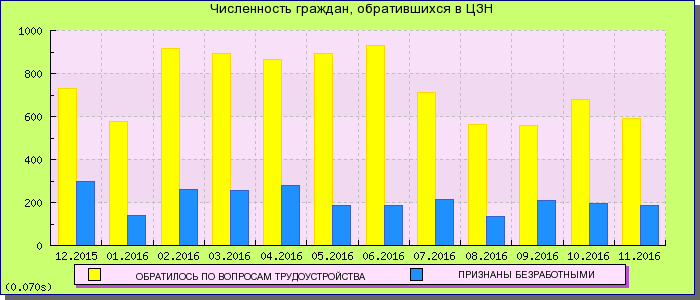 Численность граждан, обратившихся в ЦЗН
1000
800
600
400
200
0
12.2015 01.2016 02.2016 03.2016 04.2016 05.2016 06.2016 07.2016 08.2016 09.2016 10.2016 11.2016
ОБРАТИЛОСЬ ПО ВОПРОСАМ ТРУДОУСТРОЙСТВА ПРИЗНАНЫ БЕЗРАБОТНЫМИ
(0.070s)